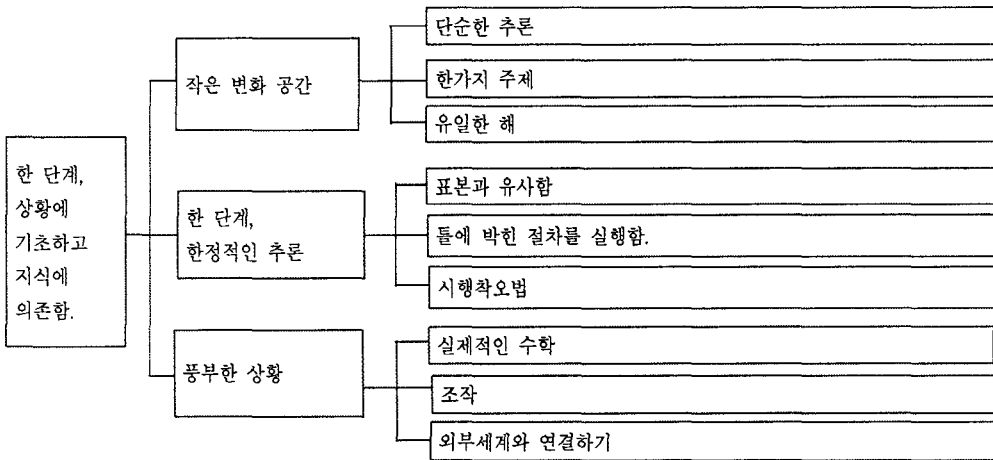 한 단계,
상황에
기초하고
지식에
의존함.
작은 변화 공간
단순한 추론
한가지 주제
유일한 해
한 단계,
한정적인 추론
표본과 유사함
틀에 박힌 절차를 실행함.
시행착오법
풍부한 상황
실제적인 수학
조작
외부세계와 연결하기